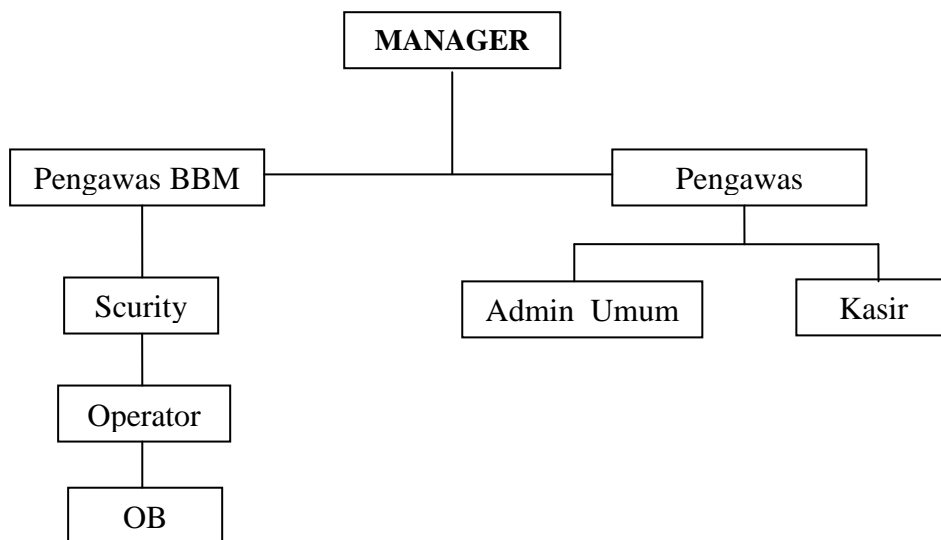 MANAGER
Pengawas BBM
Pengawas
Scurity
Admin Umum
Kasir
Operator
OB